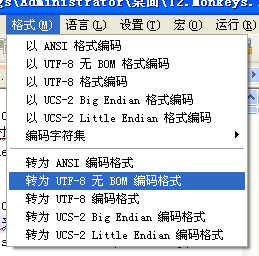 gs\Administrator\桌面\12.monkeys.
格式(M) 语言(L) 设置(T) 宏(O) 运行(R)
以 ANSI 格式编码
以 UTF-8 无 BOM 格式编码
以 UTF-8 格式编码
以 UCS-2 Big Endian 格式编码
以 UCS-2 Little Endian 格式编码
编码字符集
转为 ANSI 编码格式
转为 UTF-8 无 BOM 编码格式
转为 UTF-8 编码格式
转为 UCS-2 Big Endian 编码格式
转为 UCS-2 Little Endian 编码格式